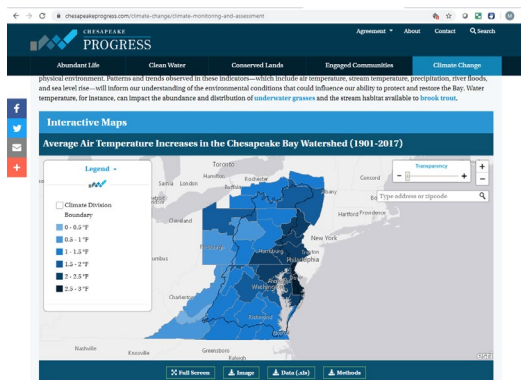 chesapeakeprogress.com/climate-change/climate-monitoring-and-assessment
CHESAPEAKE
PROGRESS
Agreement
About
Contact
Search
Abundant Life
Clean Water
Conserved Lands
Engaged Communities
Climate Change
physical environment. Patterns and trends observed in these indicators—which include air temperature, stream temperature, precipitation, river floods,
and sea level rise—will inform our understanding of the environmental conditions that could influence our ability to protect and restore the Bay. Water
temperature, for instance, can impact the abundance and distribution of underwater grasses and the stream habitat available to brook trout.
Interactive Maps
Average Air Temperature Increases in the Chesapeake Bay Watershed (1901-2017)
Legend
Climate Division
Boundary
0 - 0.5 °F
0.5 - 1 °F
1 - 1.5 °F
1.5 - 2 °F
2 - 2.5 °F
2.5 - 3 °F
Transparency
Type address or zipcode
Toronto
Hamilton
Rochester
Sarnia
London
Concord
Cleveland
Hartford
Providence
New York
Harrisburg
Trenton
Philadelphia
Charleston
Richmond
Nashville
Knoxville
Greensboro
Raleigh
Full Screen
Image
Data (.xls)
Methods